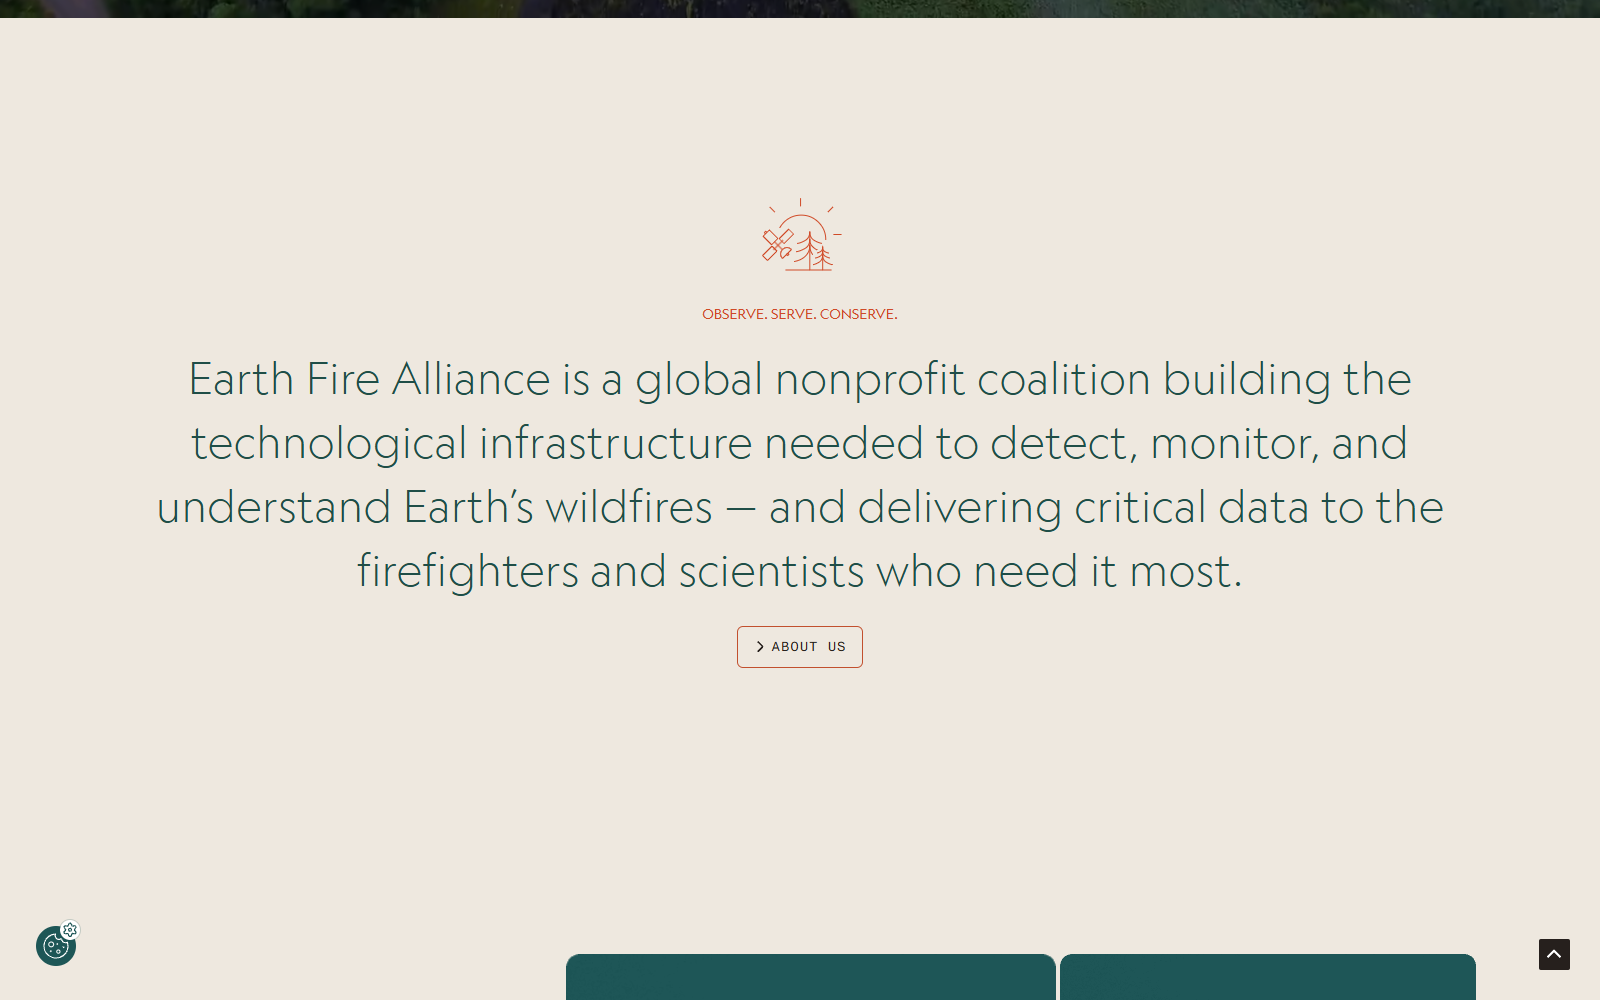 OBSERVE. SERVE. CONSERVE.
Earth Fire Alliance is a global nonprofit coalition building the
technological infrastructure needed to detect, monitor, and
understand Earth’s wildfires — and delivering critical data to the
firefighters and scientists who need it most.
ABOUT US